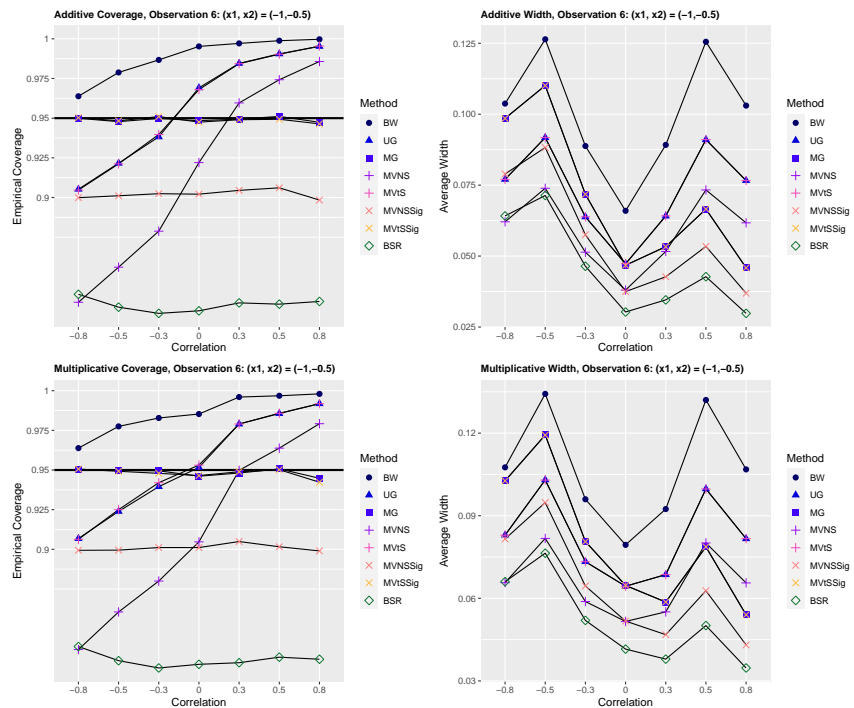 Additive Coverage, Observation 6: (x1, x2) = (−1,−0.5)
Empirical Coverage
1
0.975
0.95
0.925
0.9
−0.8 −0.5 −0.3 0 0.3 0.5 0.8
Correlation
Method
BW
UG
MG
MVNS
MVtS
MVNSSig
MVtSSig
BSR
Additive Width, Observation 6: (x1, x2) = (−1,−0.5)
Average Width
0.125
0.100
0.075
0.050
0.025
−0.8 −0.5 −0.3 0 0.3 0.5 0.8
Correlation
Method
BW
UG
MG
MVNS
MVtS
MVNSSig
MVtSSig
BSR
Multiplicative Coverage, Observation 6: (x1, x2) = (−1,−0.5)
Empirical Coverage
1
0.975
0.95
0.925
0.9
−0.8 −0.5 −0.3 0 0.3 0.5 0.8
Correlation
Method
BW
UG
MG
MVNS
MVtS
MVNSSig
MVtSSig
BSR
Multiplicative Width, Observation 6: (x1, x2) = (−1,−0.5)
Average Width
0.12
0.09
0.06
0.03
−0.8 −0.5 −0.3 0 0.3 0.5 0.8
Correlation
Method
BW
UG
MG
MVNS
MVtS
MVNSSig
MVtSSig
BSR